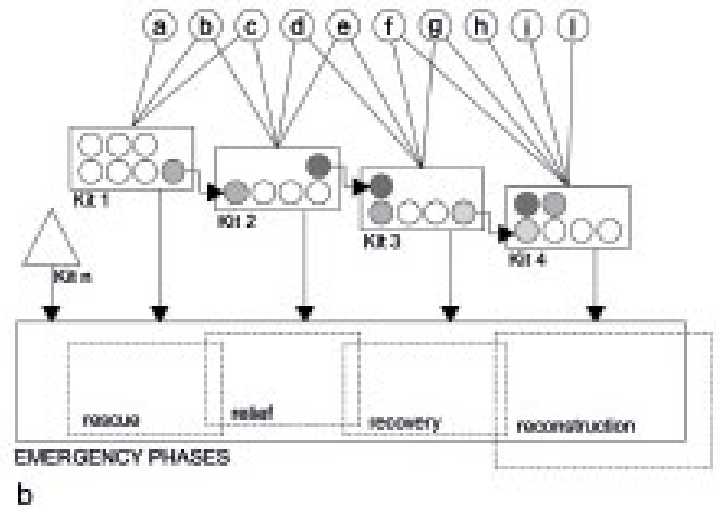 a b c d e f g h i l
Kit 1
Kit 2
Kit 3
Kit 4
Kit n
rescue
relief
recovery
reconstruction
EMERGENCY PHASES
b